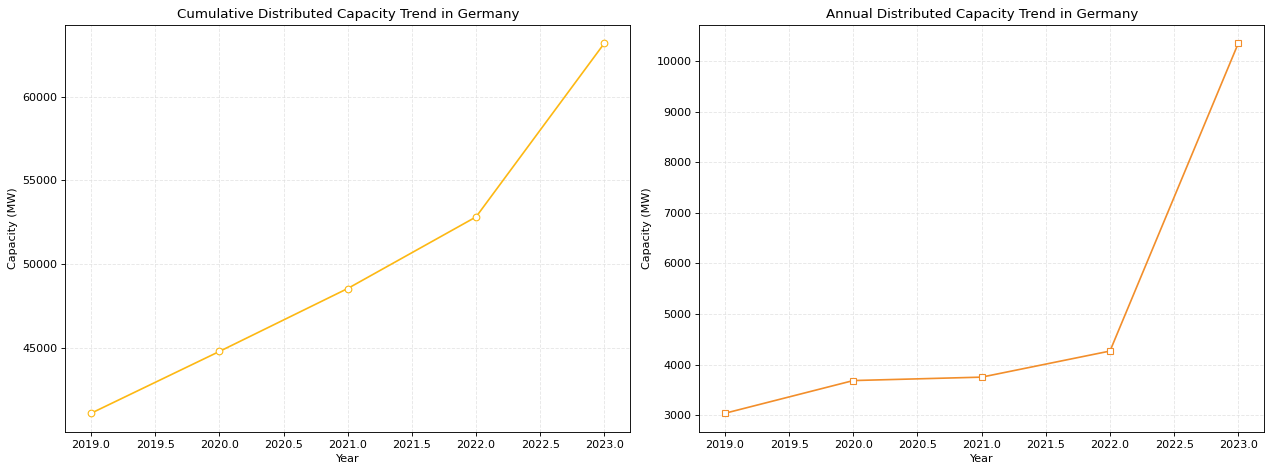 Cumulative Distributed Capacity Trend in Germany
Capacity (MW)
60000
55000
50000
45000
2019.0 2019.5 2020.0 2020.5 2021.0 2021.5 2022.0 2022.5 2023.0
Year
Annual Distributed Capacity Trend in Germany
Capacity (MW)
10000
9000
8000
7000
6000
5000
4000
3000
2019.0 2019.5 2020.0 2020.5 2021.0 2021.5 2022.0 2022.5 2023.0
Year